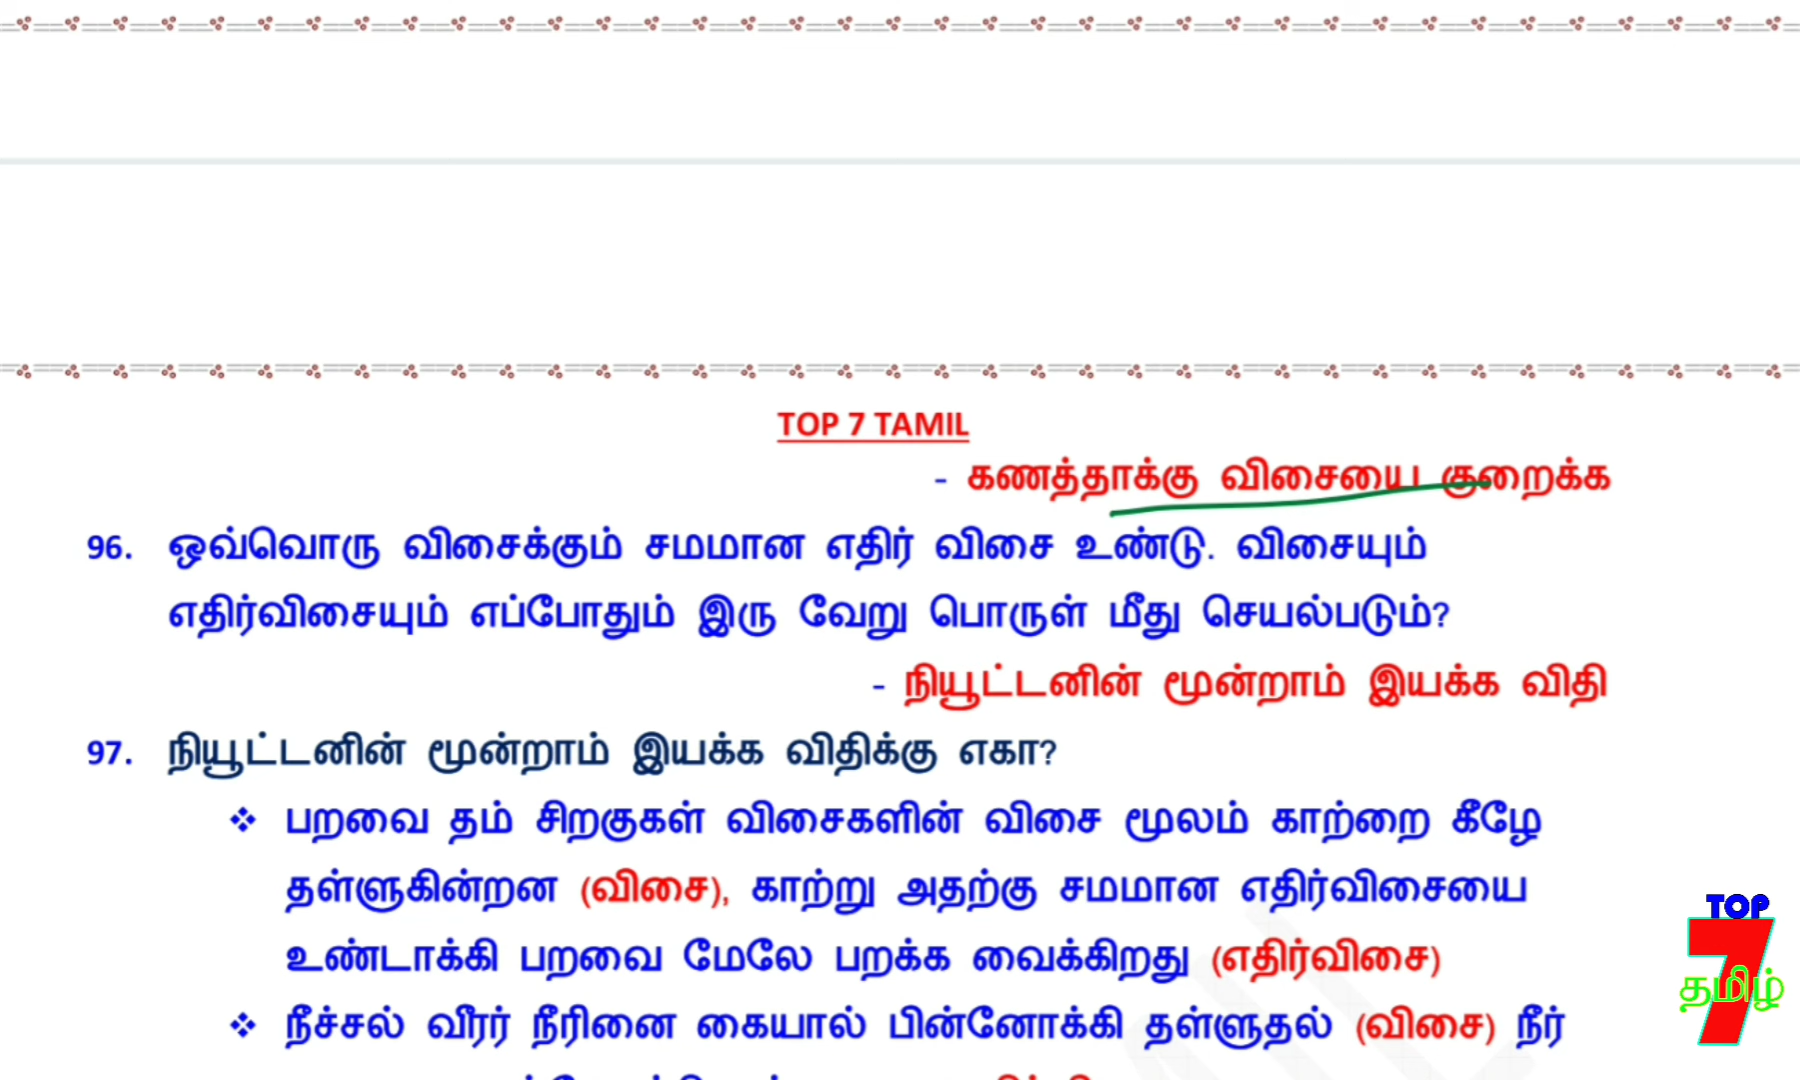 TOP 7 TAMIL
- கணத்தாக்கு விசையை குறைக்க
96. ஒவ்வொரு விசைக்கும் சமமான எதிர் விசை உண்டு. விசையும்
எதிர்விசையும் எப்போதும் இரு வேறு பொருள் மீது செயல்படும்?
- நியூட்டனின் மூன்றாம் இயக்க விதி
97. நியூட்டனின் மூன்றாம் இயக்க விதிக்கு எகா?
❖ பறவை தம் சிறகுகள் விசைகளின் விசை மூலம் காற்றை கீழே
தள்ளுகின்றன (விசை), காற்று அதற்கு சமமான எதிர்விசையை
உண்டாக்கி பறவை மேலே பறக்க வைக்கிறது (எதிர்விசை)
❖ நீச்சல் வீரர் நீரினை கையால் பின்னோக்கி தள்ளுதல் (விசை) நீர்
TOP
7
தமிழ்